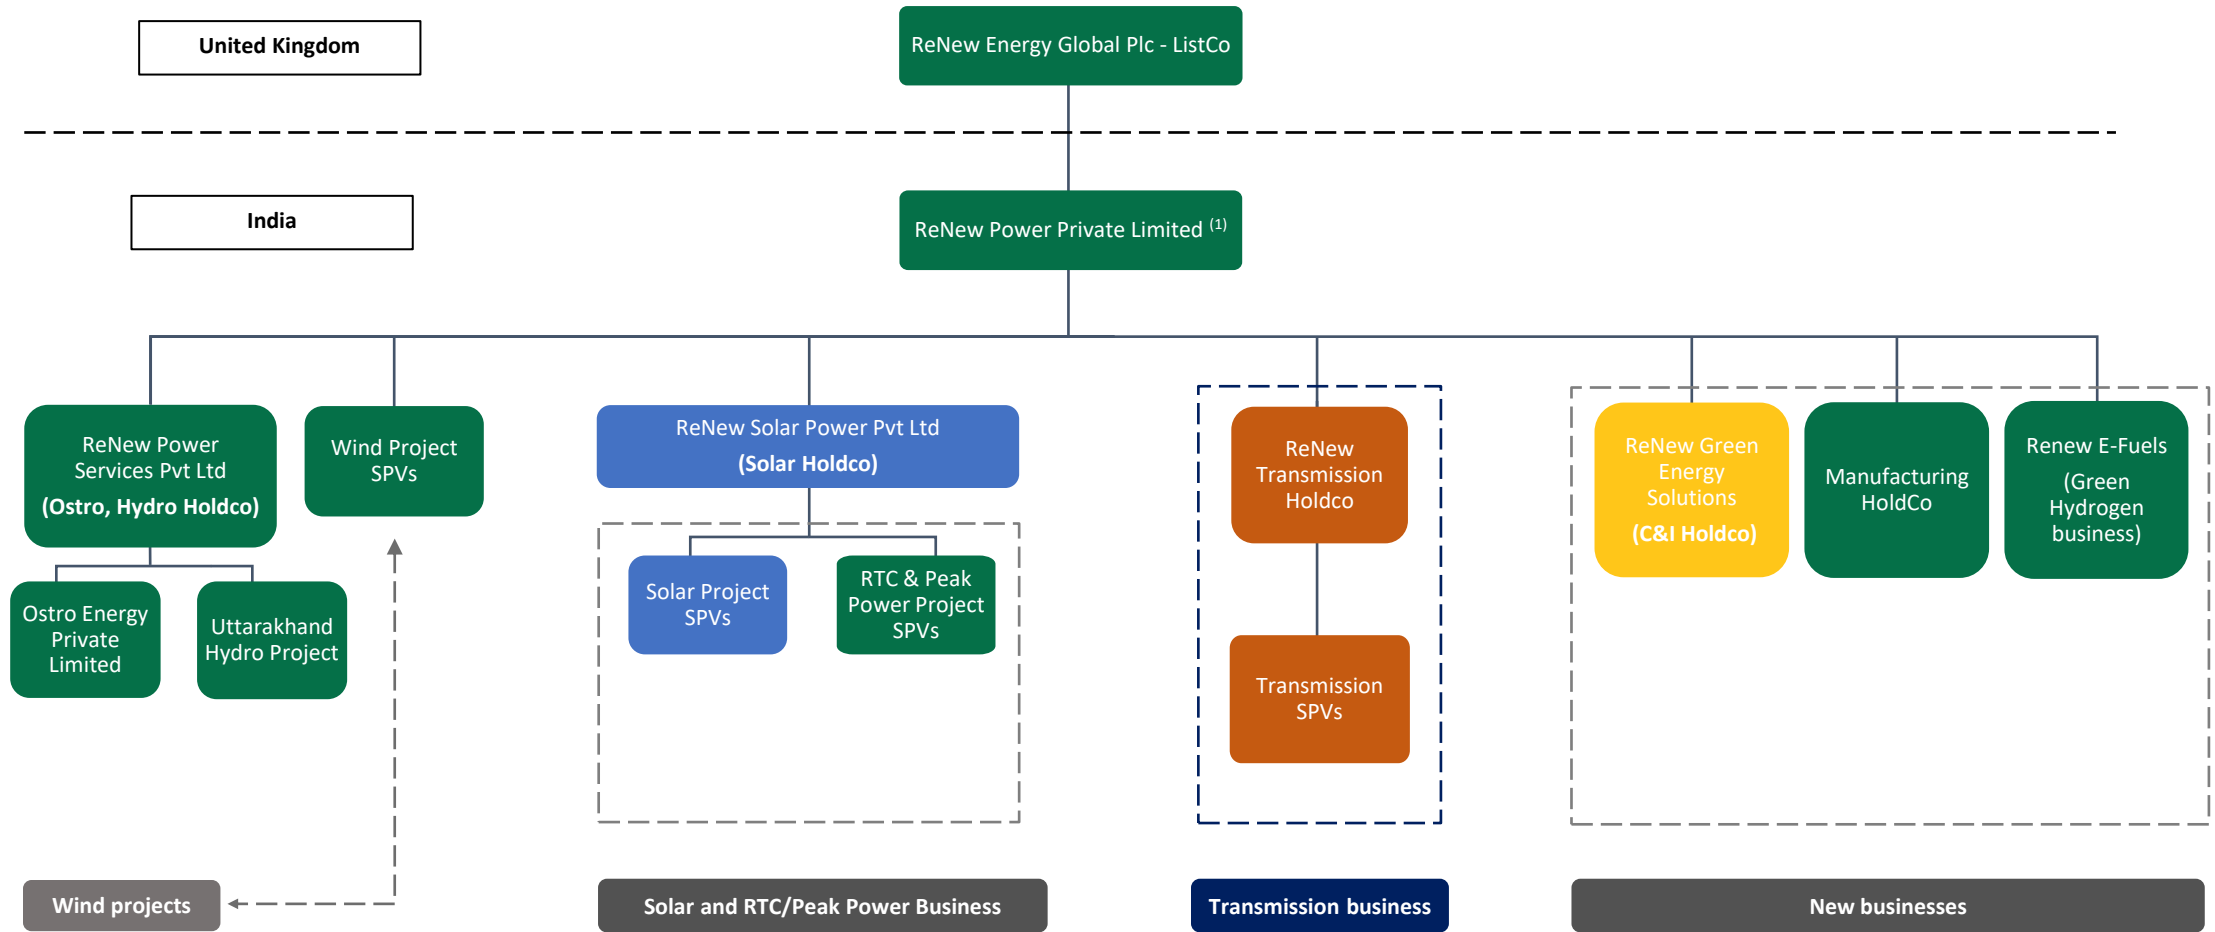 United Kingdom
ReNew Energy Global Plc - ListCo
India
ReNew Power Private Limited (1)
ReNew Power
Services Pvt Ltd
(Ostro, Hydro Holdco)
Wind Project
SPVs
ReNew Solar Power Pvt Ltd
(Solar Holdco)
ReNew
Transmission
Holdco
ReNew Green
Energy
Solutions
(C&I Holdco)
Manufacturing
HoldCo
Renew E-Fuels
(Green
Hydrogen
business)
Ostro Energy
Private
Limited
Uttarakhand
Hydro Project
Solar Project
SPVs
RTC & Peak
Power Project
SPVs
Transmission
SPVs
Wind projects
Solar and RTC/Peak Power Business
Transmission business
New businesses